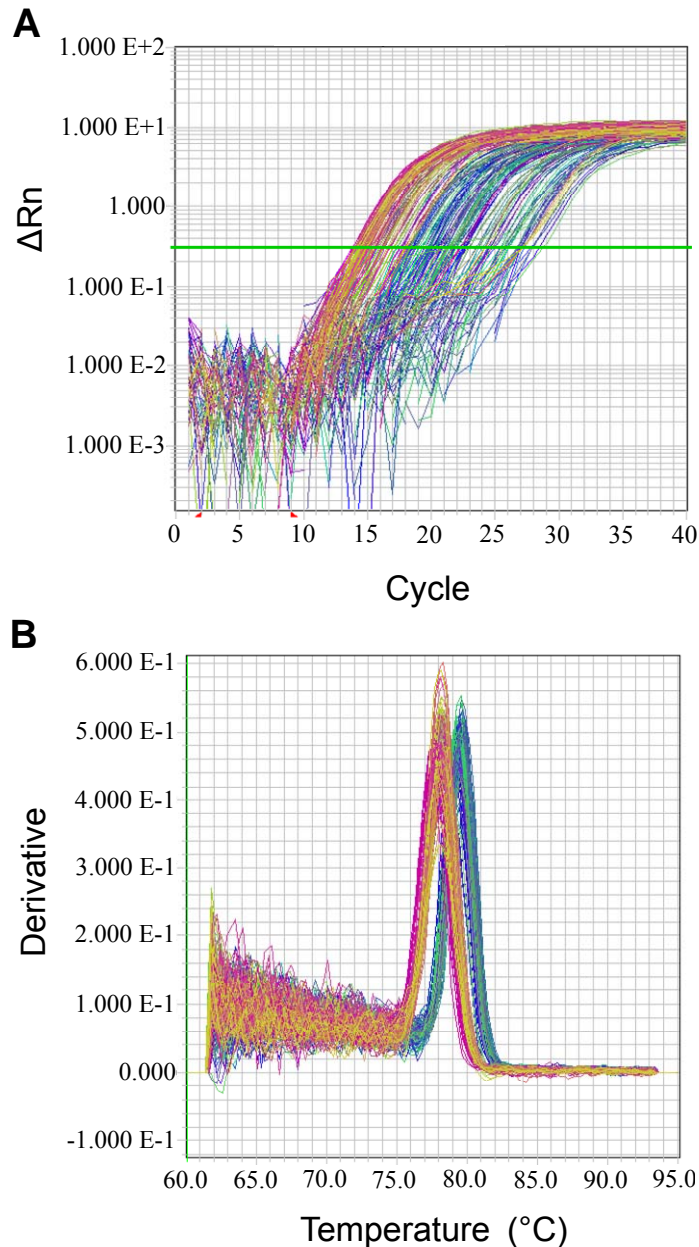 A
1.000 E+2
1.000 E+1
1.000
1.000 E-1
1.000 E-2
1.000 E-3
ΔRn
0 5 10 15 20 25 30 35 40
Cycle
B
6.000 E-1
5.000 E-1
4.000 E-1
3.000 E-1
2.000 E-1
1.000 E-1
0.000
-1.000 E-1
Derivative
60.0 65.0 70.0 75.0 80.0 85.0 90.0 95.0
Temperature (°C)